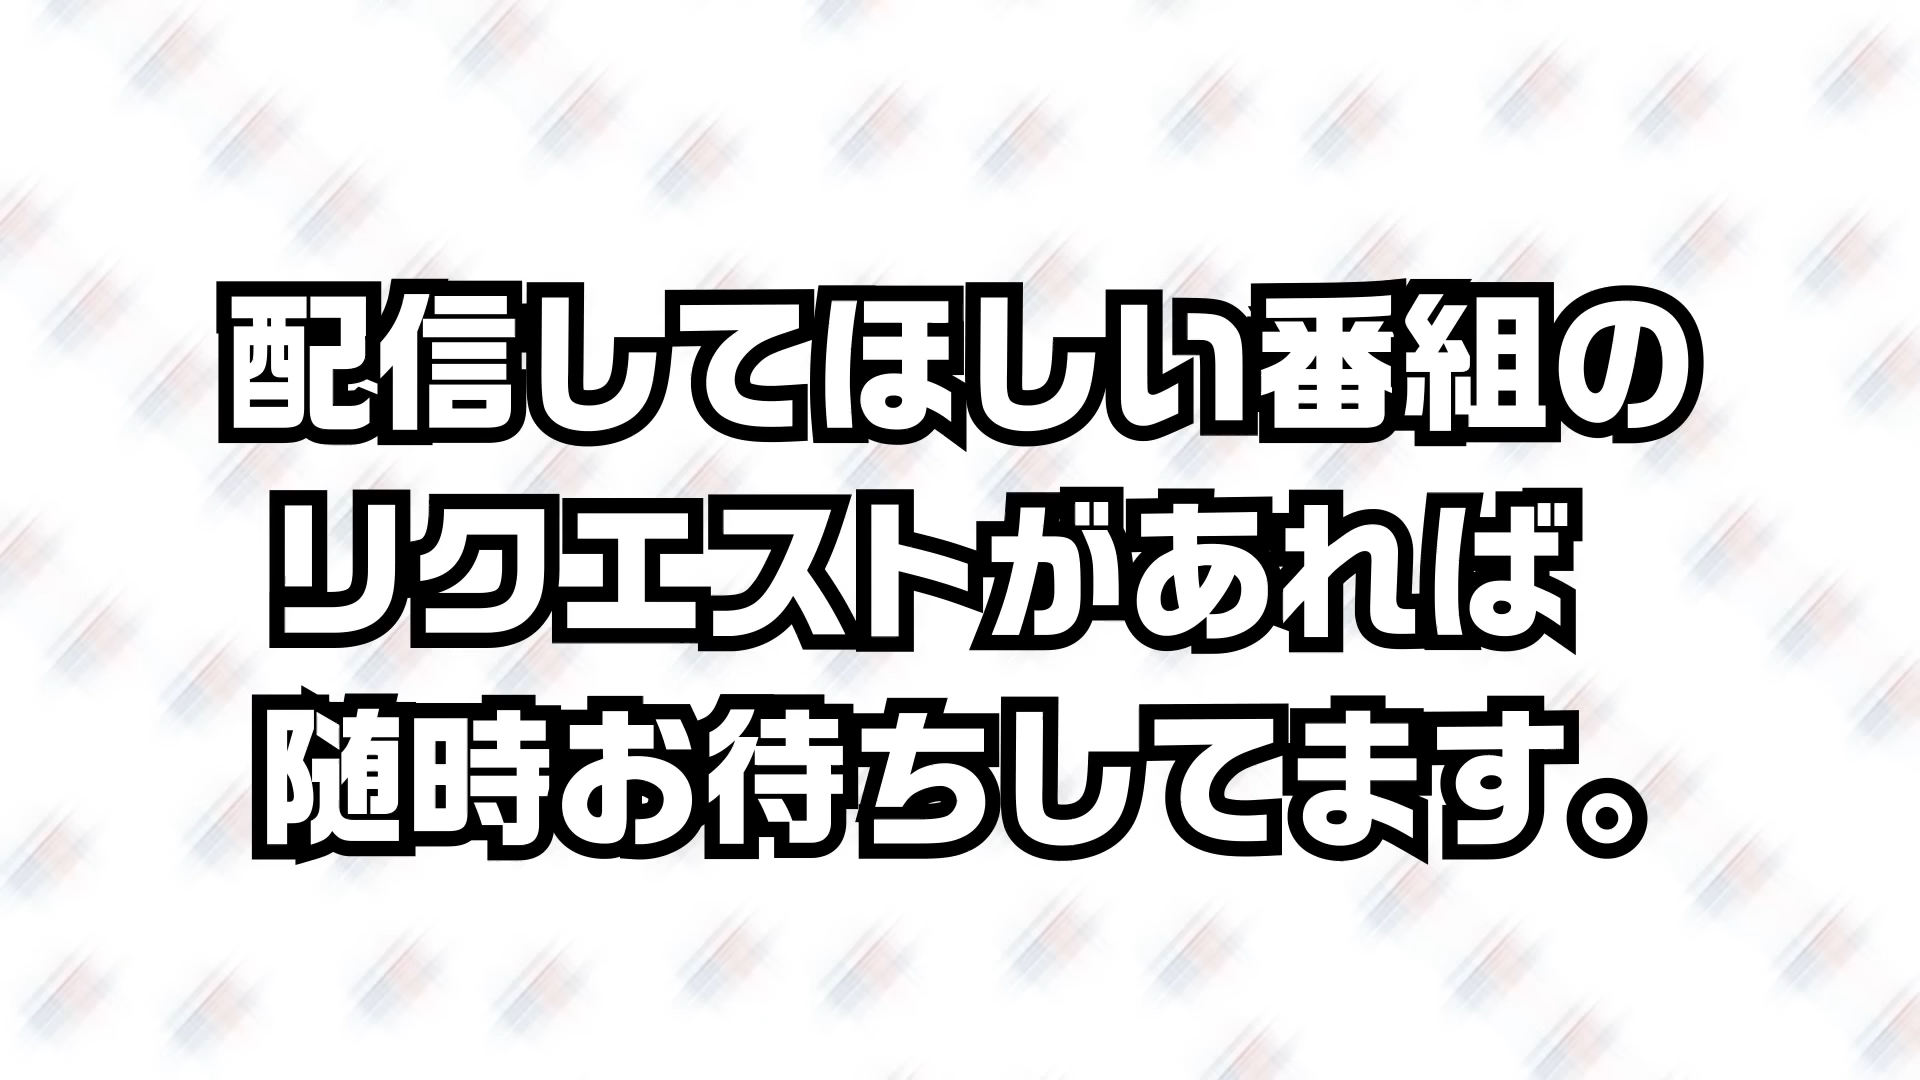 配信してほしい番組の
リクエストがあれば
随時お待ちしてます。